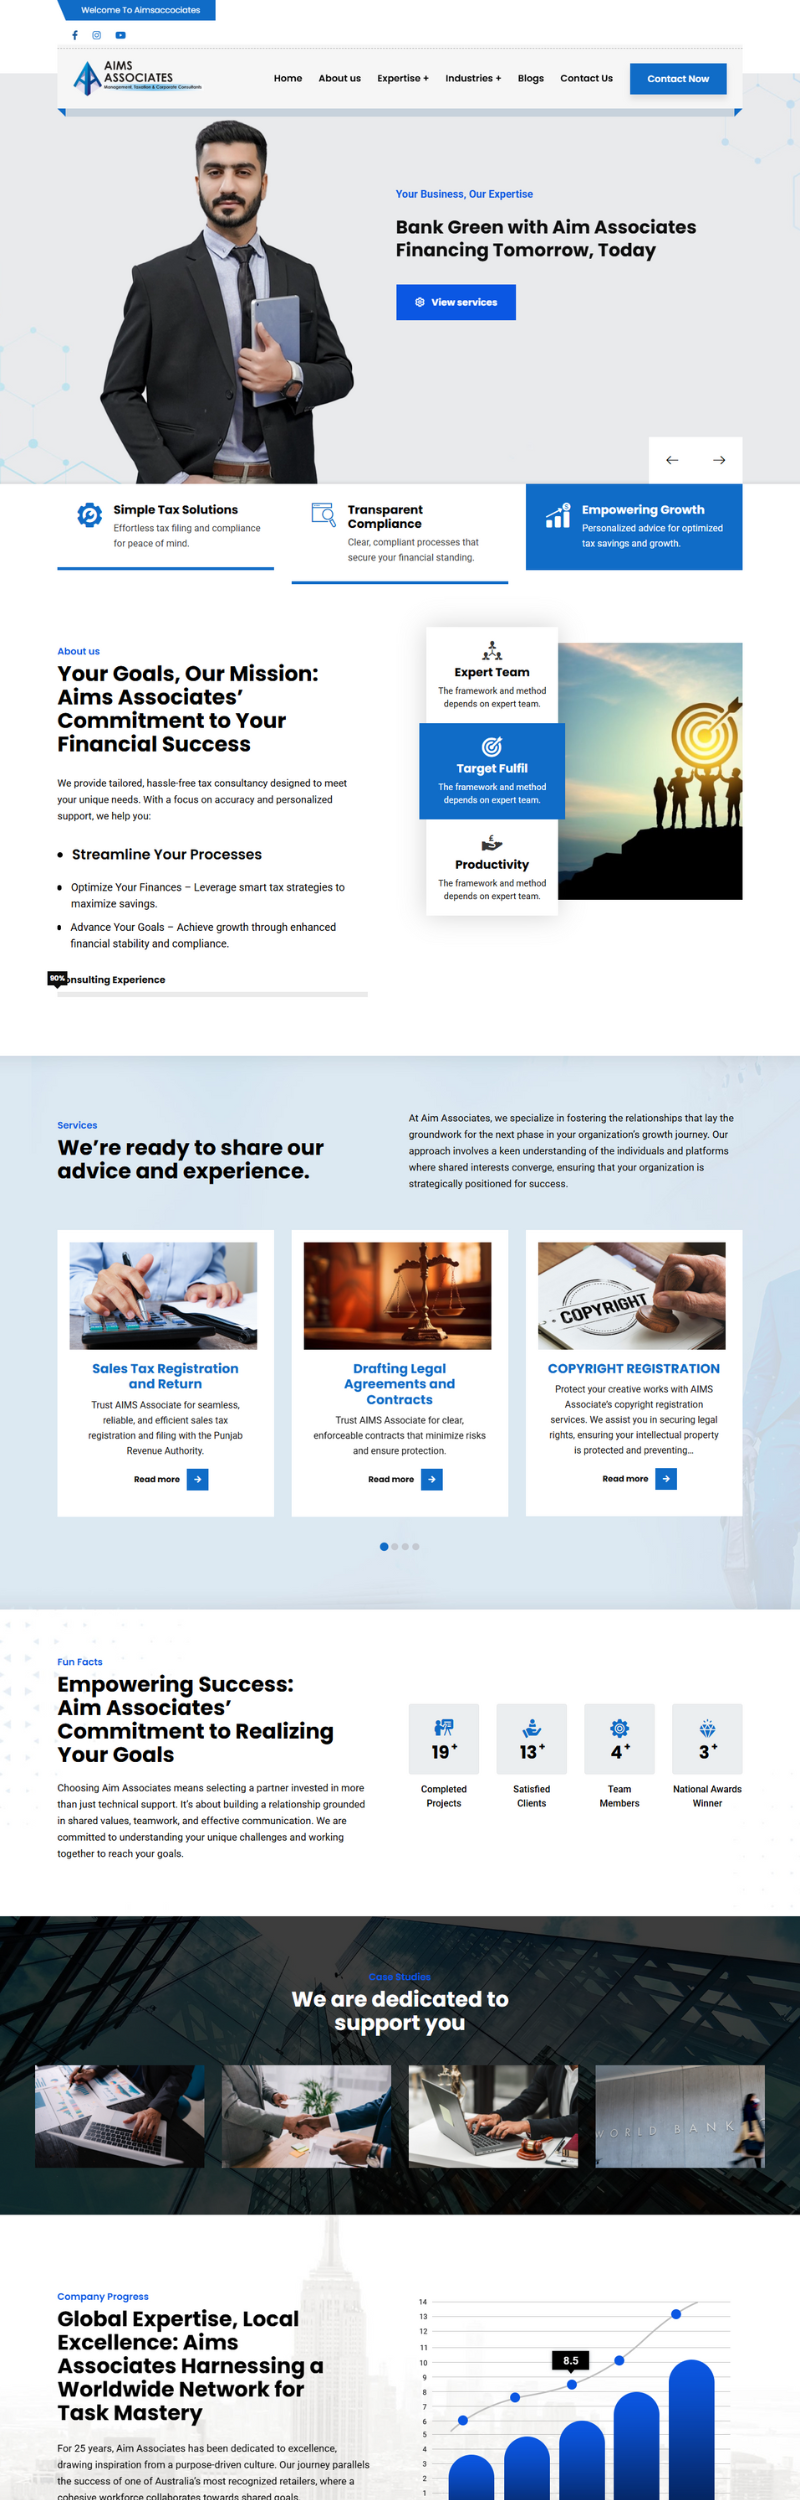 Welcome To Aimsaccociates
AIMS
ASSOCIATES
Management, Taxation & Corporate Consultants
Home About us Expertise + Industries + Blogs Contact Us Contact Now
Your Business, Our Expertise
Bank Green with Aim Associates
Financing Tomorrow, Today
View services
Simple Tax Solutions
Effortless tax filing and compliance
for peace of mind.
Transparent
Compliance
Clear, compliant processes that
secure your financial standing.
Empowering Growth
Personalized advice for optimized
tax savings and growth.
About us
Your Goals, Our Mission:
Aims Associates’
Commitment to Your
Financial Success
We provide tailored, hassle-free tax consultancy designed to meet
your unique needs. With a focus on accuracy and personalized
support, we help you:
Streamline Your Processes
Optimize Your Finances – Leverage smart tax strategies to
maximize savings.
Advance Your Goals – Achieve growth through enhanced
financial stability and compliance.
90%
onsulting Experience
Expert Team
The framework and method
depends on expert team.
Target Fulfil
The framework and method
depends on expert team.
Productivity
The framework and method
depends on expert team.
Services
We’re ready to share our
advice and experience.
At Aim Associates, we specialize in fostering the relationships that lay the
groundwork for the next phase in your organization’s growth journey. Our
approach involves a keen understanding of the individuals and platforms
where shared interests converge, ensuring that your organization is
strategically positioned for success.
Sales Tax Registration
and Return
Trust AIMS Associate for seamless,
reliable, and efficient sales tax
registration and filing with the Punjab
Revenue Authority.
Read more
Drafting Legal
Agreements and
Contracts
Trust AIMS Associate for clear,
enforceable contracts that minimize risks
and ensure protection.
Read more
COPYRIGHT
COPYRIGHT REGISTRATION
Protect your creative works with AIMS
Associate’s copyright registration
services. We assist you in securing legal
rights, ensuring your intellectual property
is protected and preventing...
Read more
Fun Facts
Empowering Success:
Aim Associates’
Commitment to Realizing
Your Goals
Choosing Aim Associates means selecting a partner invested in more
than just technical support. It’s about building a relationship grounded
in shared values, teamwork, and effective communication. We are
committed to understanding your unique challenges and working
together to reach your goals.
19+
Completed
Projects
13+
Satisfied
Clients
4+
Team
Members
3+
National Awards
Winner
Case Studies
We are dedicated to
support you
WORLD BANK
Company Progress
Global Expertise, Local
Excellence: Aims
Associates Harnessing a
Worldwide Network for
Task Mastery
For 25 years, Aim Associates has been dedicated to excellence,
drawing inspiration from a purpose-driven culture. Our journey parallels
the success of one of Australia’s most recognized retailers, where a
cohesive workforce collaborates towards shared goals.
14
13
12
11
10
9
8
7
6
5
4
3
2
1
8.5